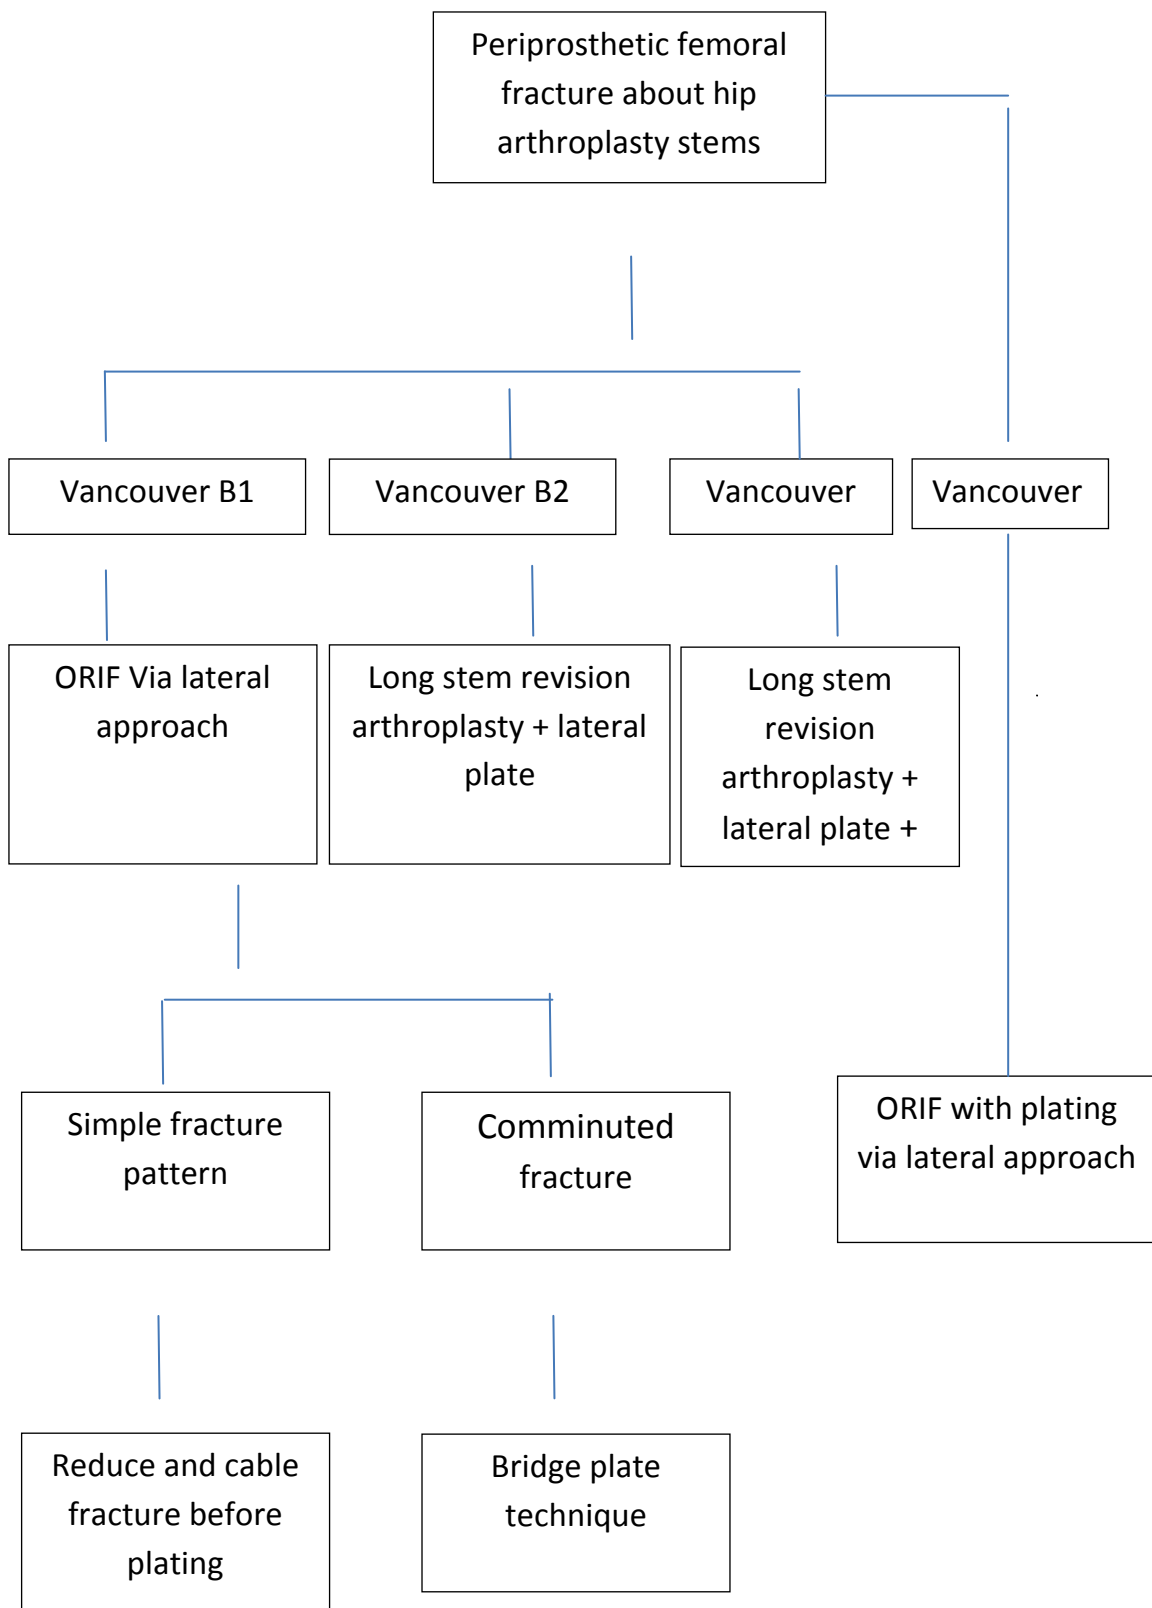 Periprosthetic femoral
fracture about hip
arthroplasty stems
Vancouver B1
Vancouver B2
Vancouver
Vancouver
ORIF Via lateral
approach
Long stem revision
arthroplasty + lateral
plate
Long stem
revision
arthroplasty +
lateral plate +
Simple fracture
pattern
Comminuted
fracture
ORIF with plating
via lateral approach
Reduce and cable
fracture before
plating
Bridge plate
technique